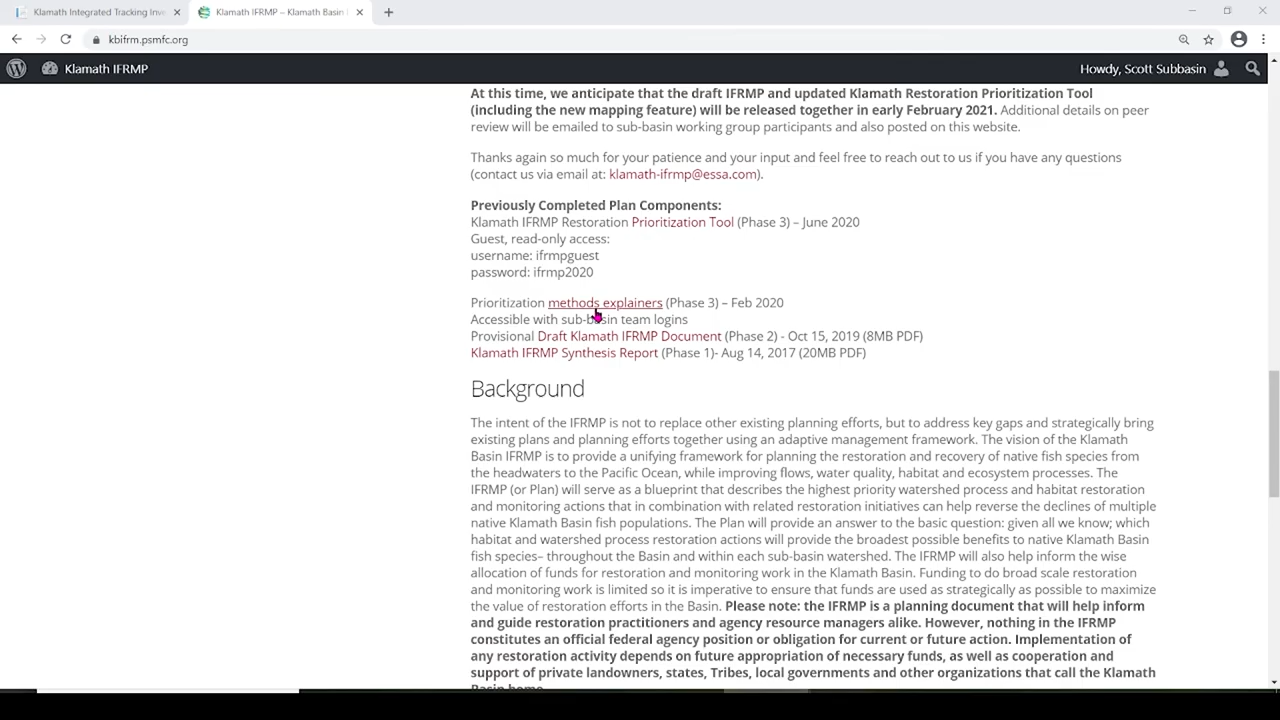 Klamath Integrated Tracking Inve
Klamath IFRMP – Klamath Basin
kbifrm.psmfc.org
Klamath IFRMP
Howdy, Scott Subbasin
At this time, we anticipate that the draft IFRMP and updated Klamath Restoration Prioritization Tool
(including the new mapping feature) will be released together in early February 2021. Additional details on peer
review will be emailed to sub-basin working group participants and also posted on this website.
Thanks again so much for your patience and your input and feel free to reach out to us if you have any questions
(contact us via email at: klamath-ifrmp@essa.com).
Previously Completed Plan Components:
Klamath IFRMP Restoration Prioritization Tool (Phase 3) – June 2020
Guest, read-only access:
username: ifrmpguest
password: ifrmp2020
Prioritization methods explainers (Phase 3) – Feb 2020
Accessible with sub-basin team logins
Provisional Draft Klamath IFRMP Document (Phase 2) - Oct 15, 2019 (8MB PDF)
Klamath IFRMP Synthesis Report (Phase 1)- Aug 14, 2017 (20MB PDF)
Background
The intent of the IFRMP is not to replace other existing planning efforts, but to address key gaps and strategically bring
existing plans and planning efforts together using an adaptive management framework. The vision of the Klamath
Basin IFRMP is to provide a unifying framework for planning the restoration and recovery of native fish species from
the headwaters to the Pacific Ocean, while improving flows, water quality, habitat and ecosystem processes. The
IFRMP (or Plan) will serve as a blueprint that describes the highest priority watershed process and habitat restoration
and monitoring actions that in combination with related restoration initiatives can help reverse the declines of multiple
native Klamath Basin fish populations. The Plan will provide an answer to the basic question: given all we know; which
habitat and watershed process restoration actions will provide the broadest possible benefits to native Klamath Basin
fish species– throughout the Basin and within each sub-basin watershed. The IFRMP will also help inform the wise
allocation of funds for restoration and monitoring work in the Klamath Basin. Funding to do broad scale restoration
and monitoring work is limited so it is imperative to ensure that funds are used as strategically as possible to maximize
the value of restoration efforts in the Basin. Please note: the IFRMP is a planning document that will help inform
and guide restoration practitioners and agency resource managers alike. However, nothing in the IFRMP
constitutes an official federal agency position or obligation for current or future action. Implementation of
any restoration activity depends on future appropriation of necessary funds, as well as cooperation and
support of private landowners, states, Tribes, local governments and other organizations that call the Klamath
Basin home.